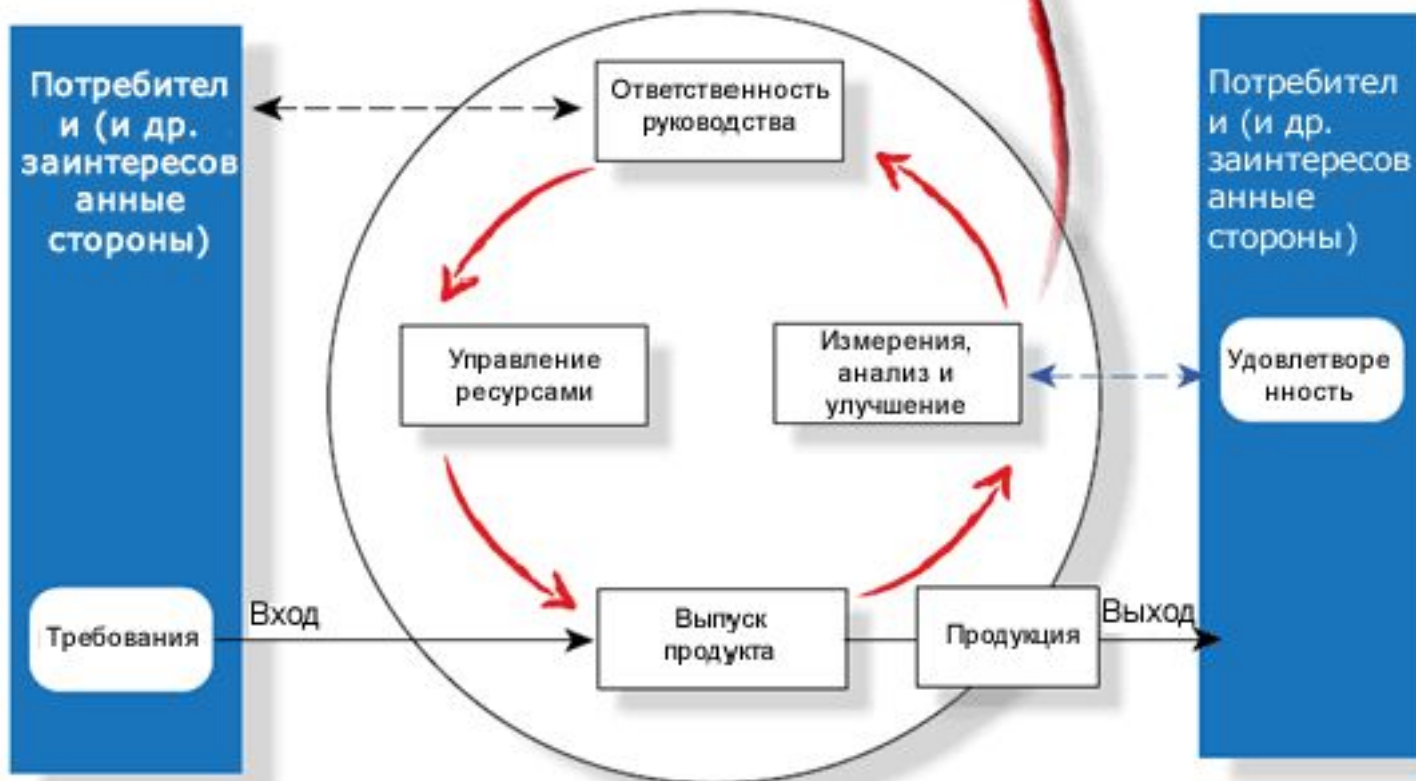 Потребител
и (и др.
заинтересов
анные
стороны)
Ответственность
руководства
Потребител
и (и др.
заинтересов
анные
стороны)
Управление
ресурсами
Измерения,
анализ и
улучшение
Удовлетворе
нность
Требования
Вход
Выпуск
продукта
Продукция
Выход